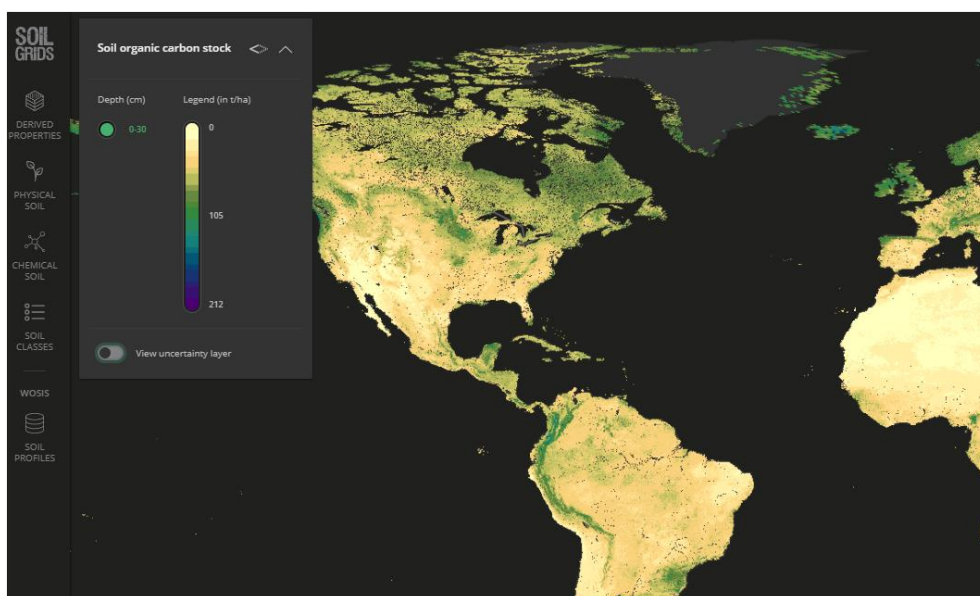 SOIL
GRIDS
DERIVED
PROPERTIES
PHYSICAL
SOIL
CHEMICAL
SOIL
SOIL
CLASSES
WOSIS
SOIL
PROFILES
Soil organic carbon stock
Depth (cm) Legend (in t/ha)
0-30 0
105
212
View uncertainty layer